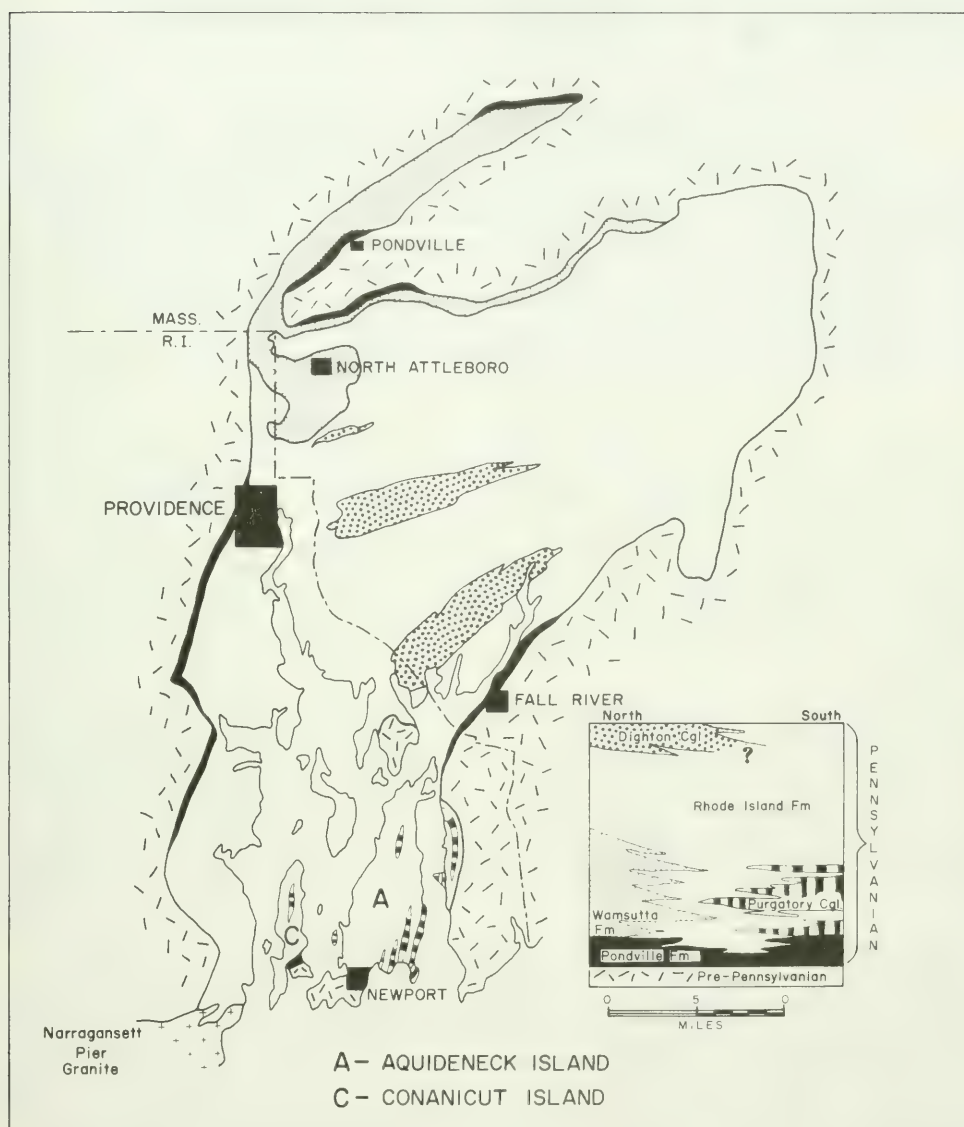 PONDVILLE
MASS.
R.I.
NORTH ATTLEBORO
PROVIDENCE
FALL RIVER
North South
Dighton Cgl
?
Rhode Island Fm
Purgatory Cgl
Wamsutta
Fm
Pondville Fm
Pre-Pennsylvanian
PENNSYLVANIAN
0 5 0
MILES
A
C
NEWPORT
Narragansett
Pier
Granite
A – AQUIDENECK ISLAND
C – CONANICUT ISLAND